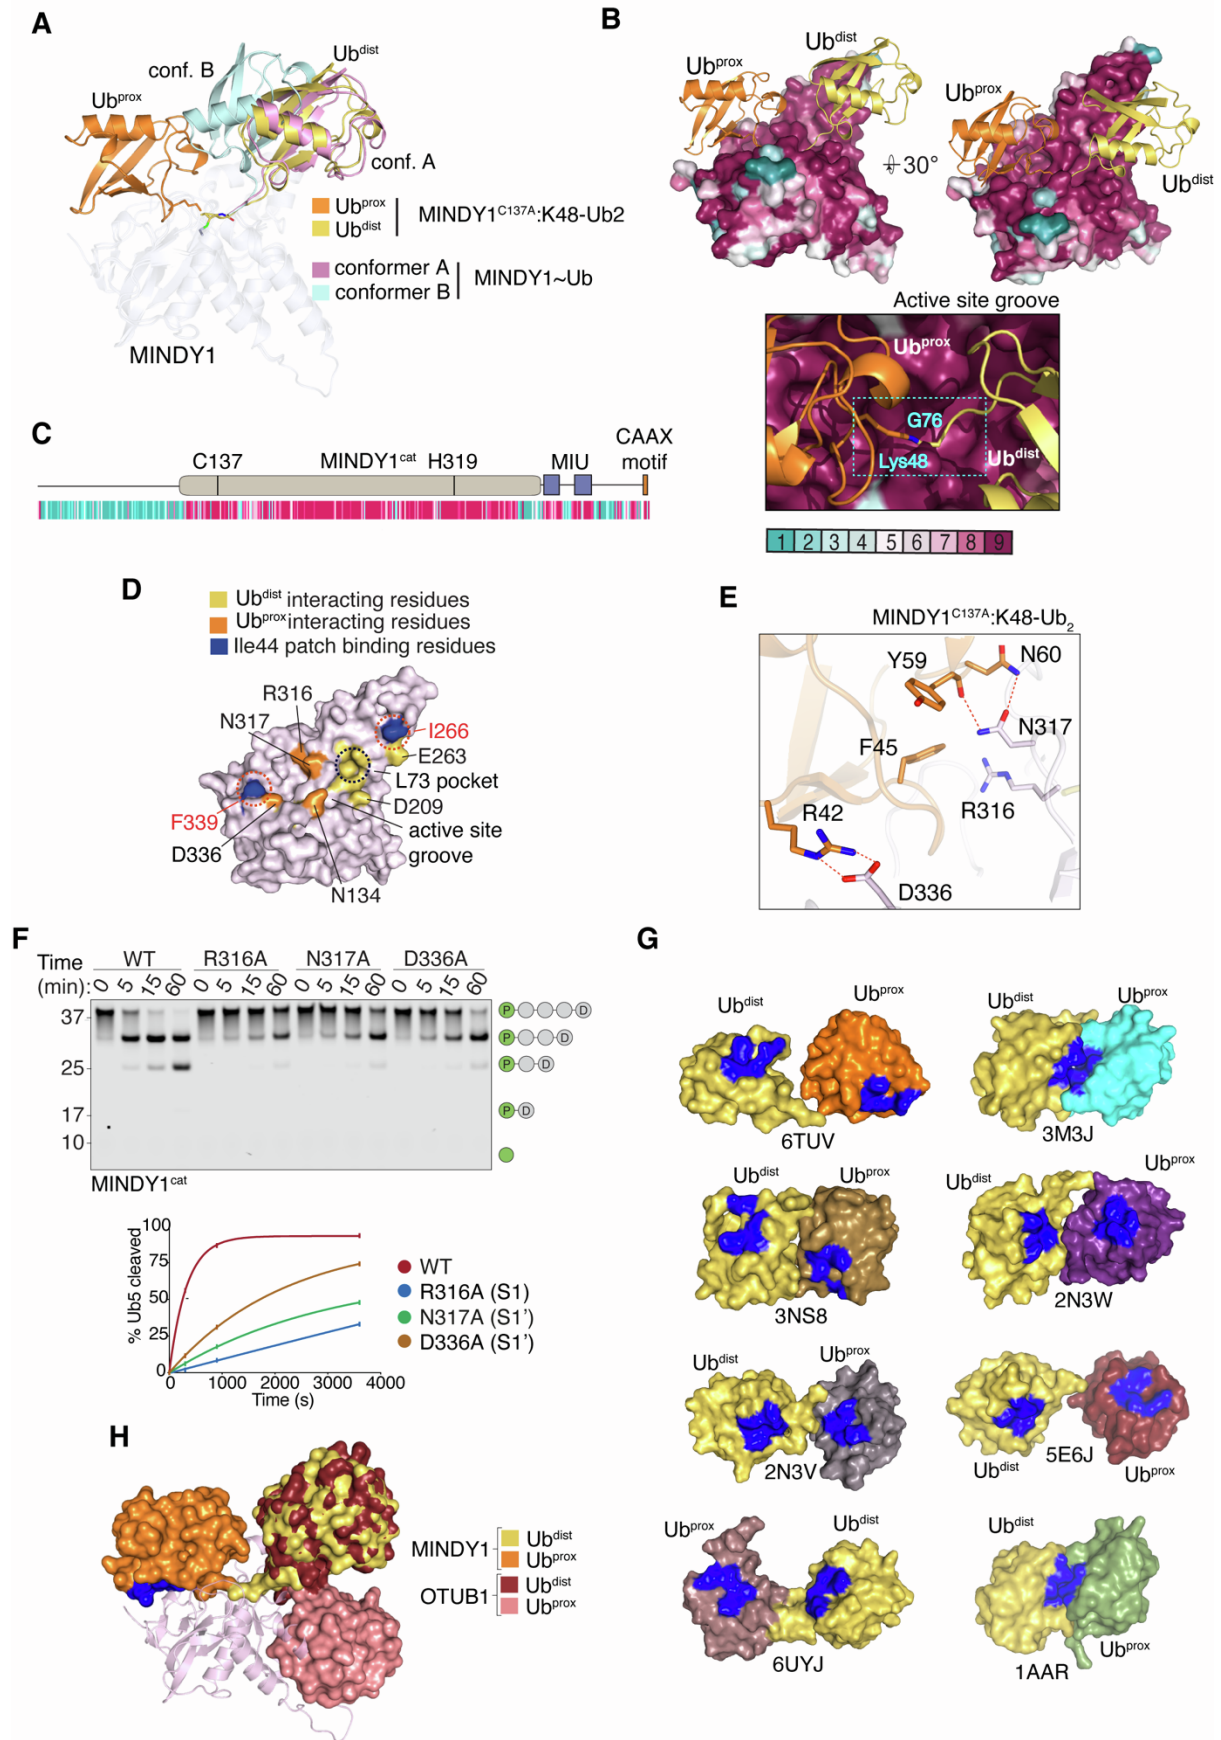 A
Ub^dist
conf. B
Ub^prox
conf. A
Ub^prox
Ub^dist
MINDY1^C137A:K48-Ub2
conformer A
conformer B
MINDY1~Ub
MINDY1
B
Ub^dist
Ub^prox
Ub^prox
30°
Ub^dist
Active site groove
Ub^prox
G76
Lys48
Ub^dist
1 2 3 4 5 6 7 8 9
C
CAAX
motif
C137
MINDY1^cat
H319
MIU
D
Ub^dist interacting residues
Ub^prox interacting residues
Ile44 patch binding residues
R316
N317
I266
E263
L73 pocket
D209
F339
D336
active site
groove
N134
E
MINDY1^C137A:K48-Ub₂
Y59
N60
N317
F45
R316
R42
D336
F
Time
(min):
WT R316A N317A D336A
0 5 15 60 0 5 15 60 0 5 15 60 0 5 15 60
37
25
17
10
P D
P D
P D
P D
MINDY1^cat
% Ub5 cleaved
100
75
50
25
0
0 1000 2000 3000 4000
Time (s)
WT
R316A (S1)
N317A (S1')
D336A (S1')
G
Ub^dist
Ub^prox
6TUV
Ub^dist
Ub^prox
3M3J
Ub^dist
Ub^prox
3NS8
Ub^dist
Ub^prox
2N3W
Ub^dist
Ub^prox
2N3V
5E6J
Ub^dist
Ub^prox
Ub^prox
Ub^dist
6UYJ
Ub^dist
Ub^prox
1AAR
H
MINDY1
Ub^dist
Ub^prox
OTUB1
Ub^dist
Ub^prox